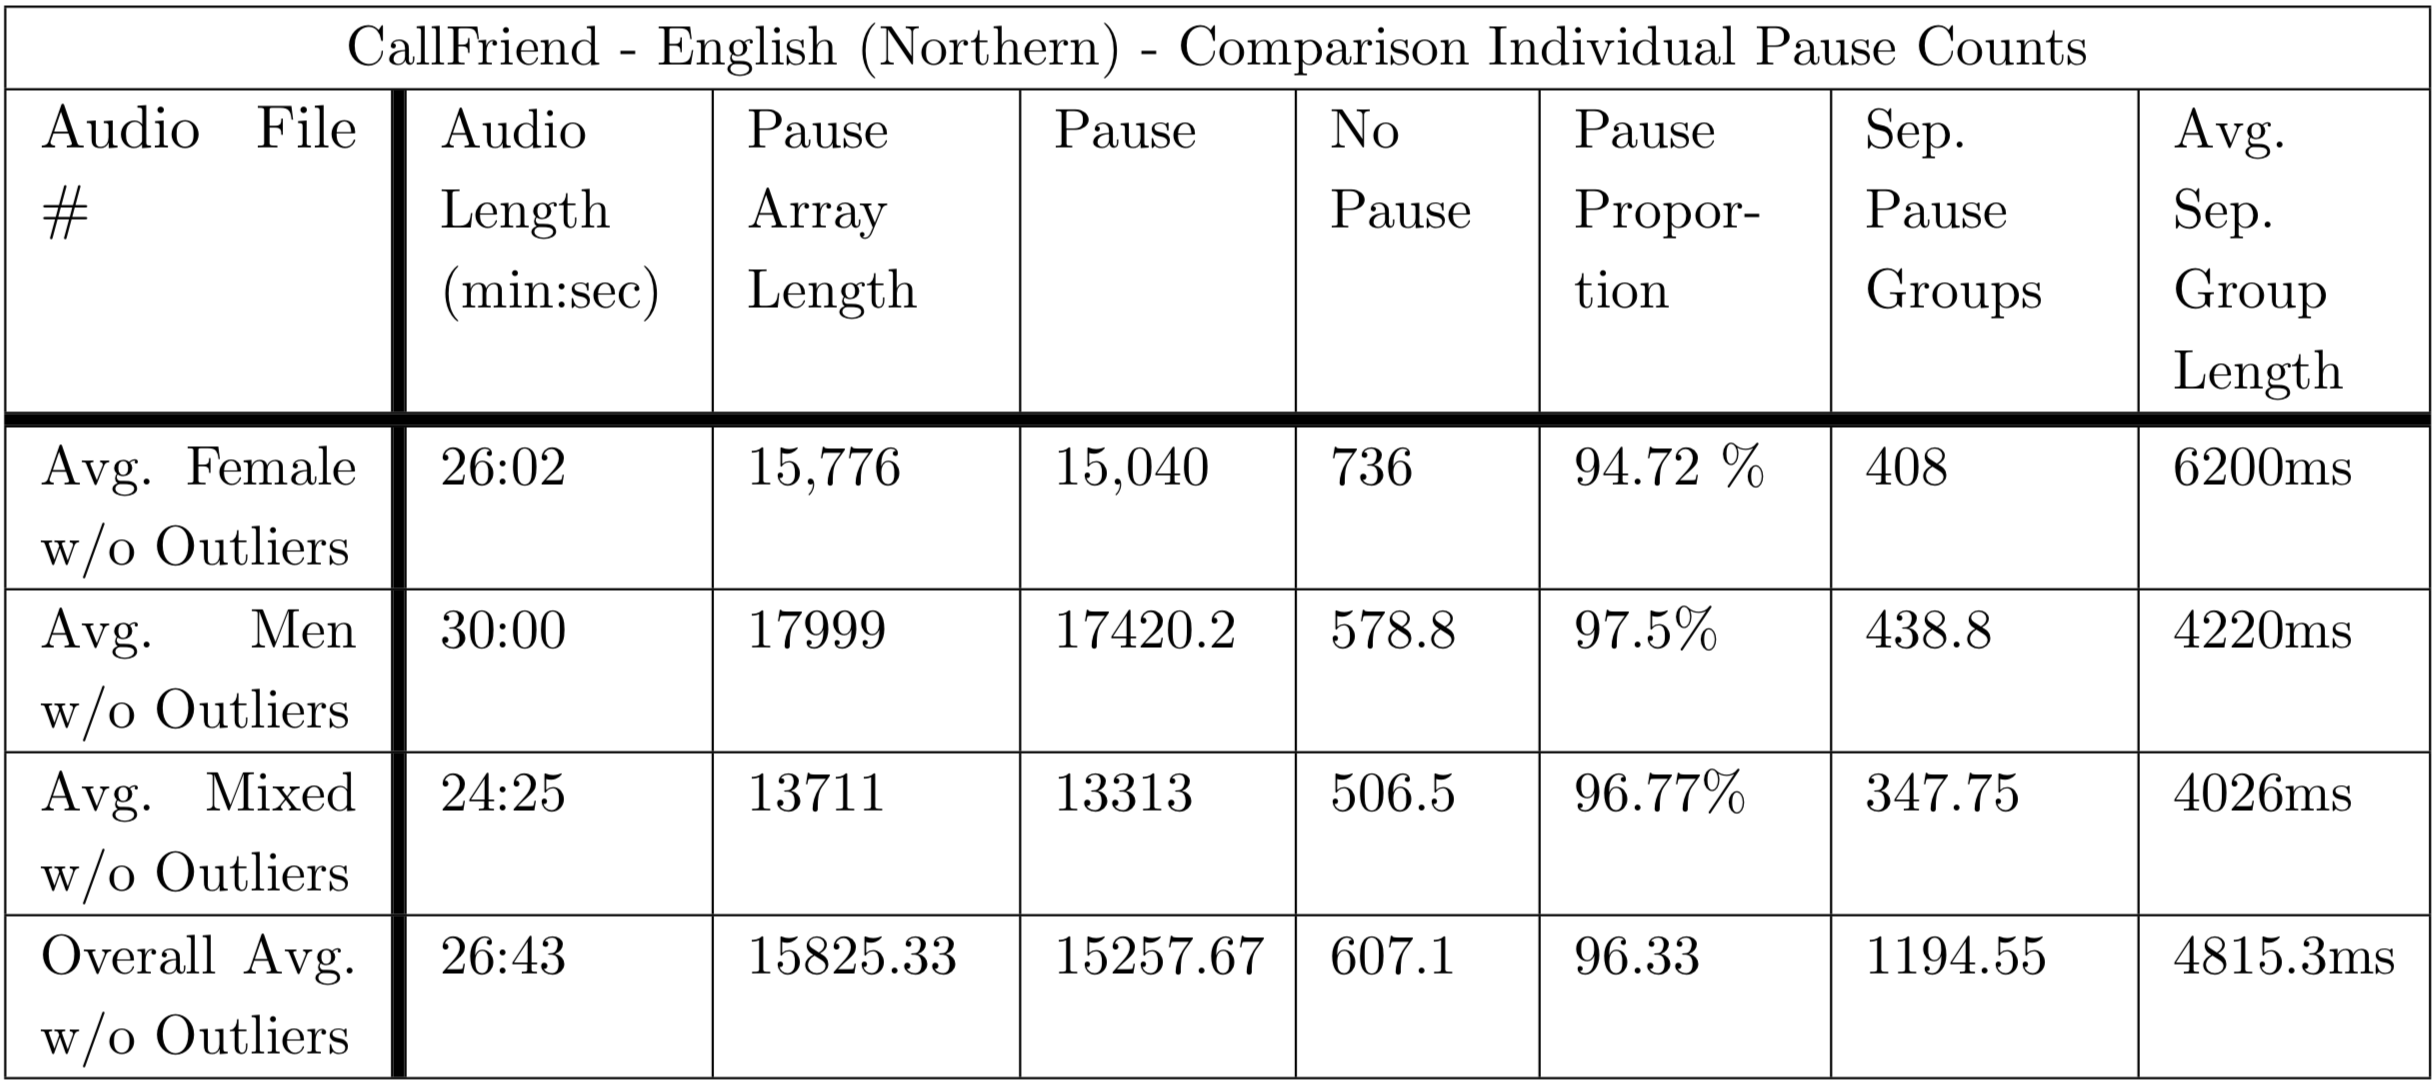 CallFriend - English (Northern) - Comparison Individual Pause Counts
Audio File # | Audio Length (min:sec) | Pause Array Length | Pause | No Pause | Pause Propor-tion | Sep. Pause Groups | Avg. Sep. Group Length
Avg. Female w/o Outliers | 26:02 | 15,776 | 15,040 | 736 | 94.72 % | 408 | 6200ms
Avg. Men w/o Outliers | 30:00 | 17999 | 17420.2 | 578.8 | 97.5% | 438.8 | 4220ms
Avg. Mixed w/o Outliers | 24:25 | 13711 | 13313 | 506.5 | 96.77% | 347.75 | 4026ms
Overall Avg. w/o Outliers | 26:43 | 15825.33 | 15257.67 | 607.1 | 96.33 | 1194.55 | 4815.3ms